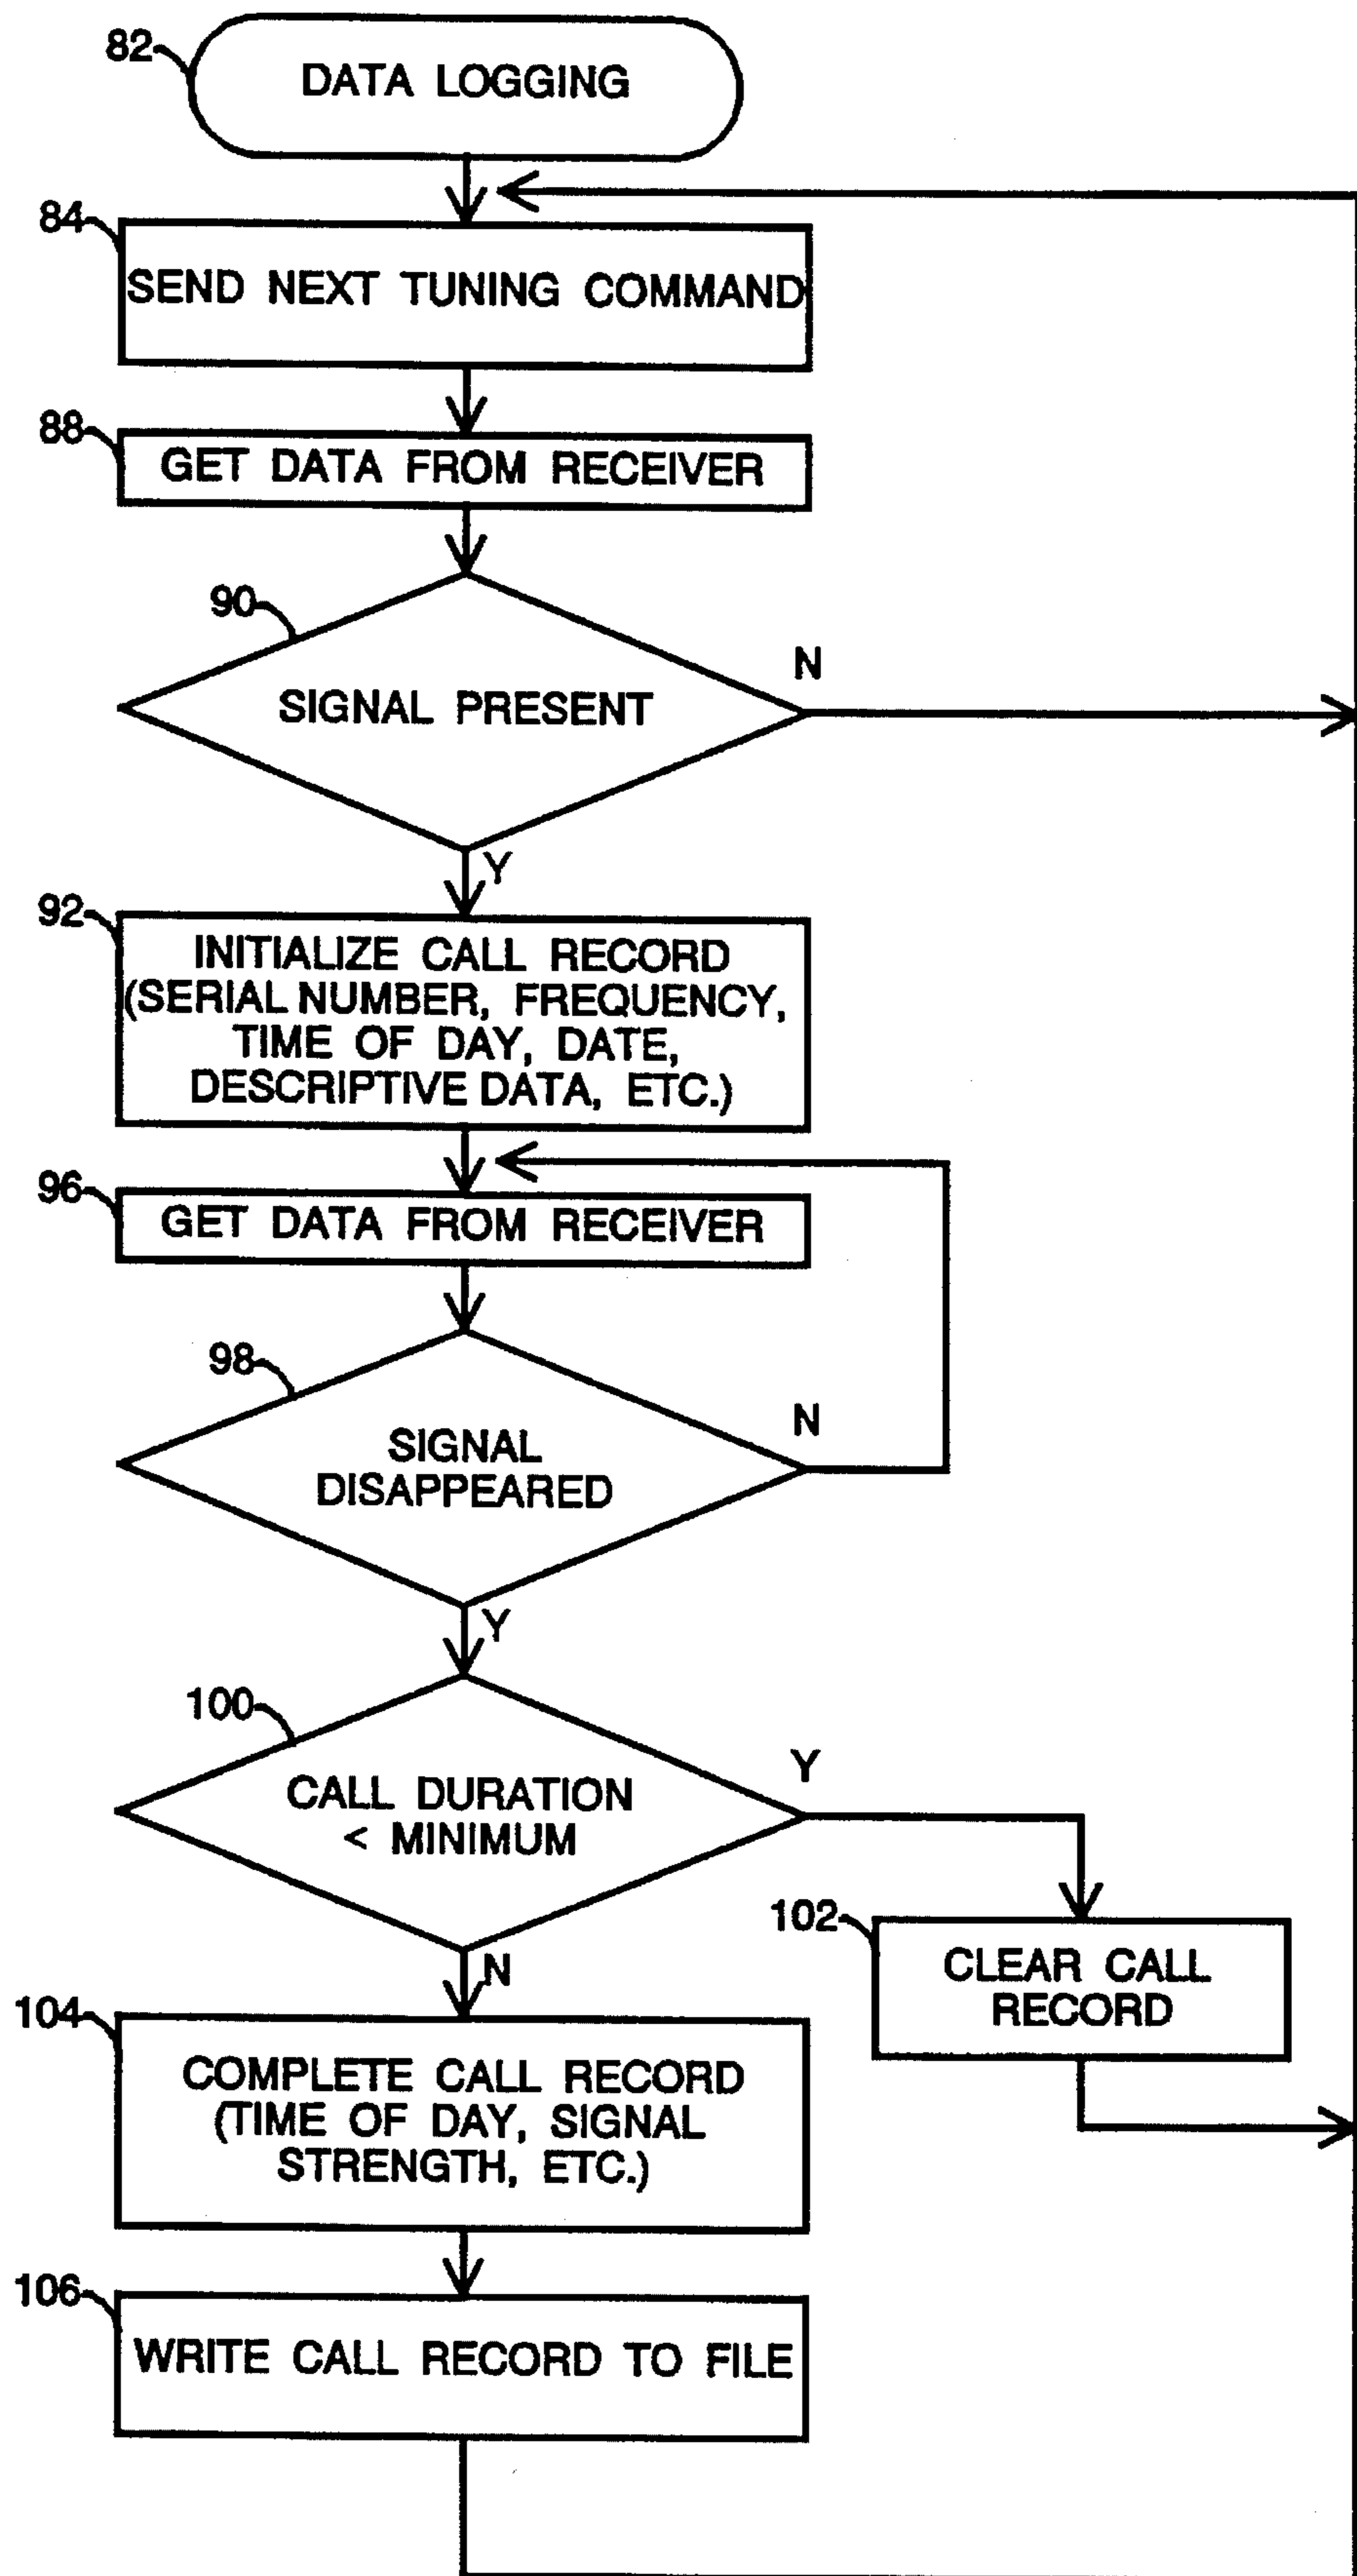 82
DATA LOGGING
84
SEND NEXT TUNING COMMAND
88
GET DATA FROM RECEIVER
90
N
SIGNAL PRESENT
Y
92
INITIALIZE CALL RECORD
(SERIAL NUMBER, FREQUENCY,
TIME OF DAY, DATE,
DESCRIPTIVE DATA, ETC.)
96
GET DATA FROM RECEIVER
98
N
SIGNAL
DISAPPEARED
Y
100
Y
CALL DURATION
< MINIMUM
102
CLEAR CALL
RECORD
N
104
COMPLETE CALL RECORD
(TIME OF DAY, SIGNAL
STRENGTH, ETC.)
106
WRITE CALL RECORD TO FILE